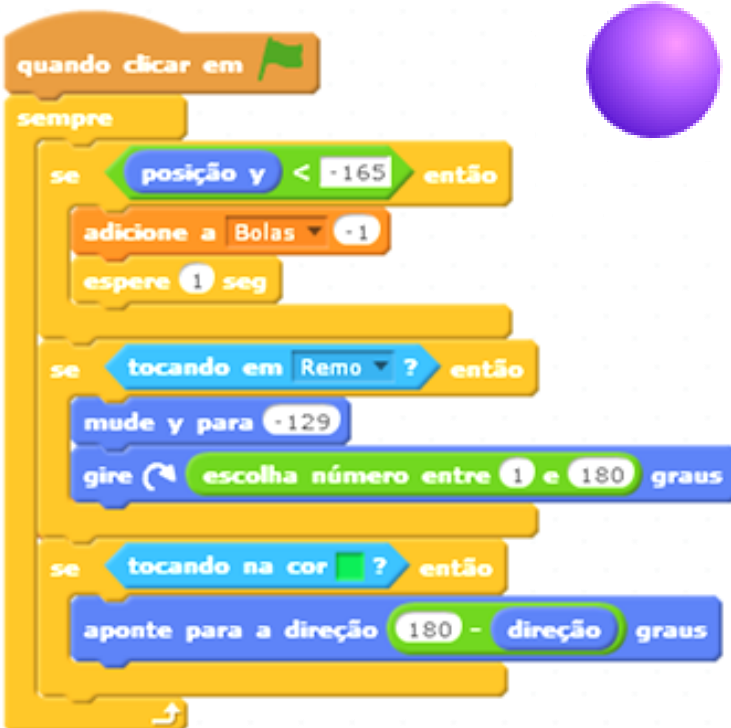 quando clicar em
sempre
se posição y < -165 então
adicione a Bolas -1
espere 1 seg
se tocando em Remo ? então
mude y para -129
gire escolha número entre 1 e 180 graus
se tocando na cor ? então
aponte para a direção 180 - direção graus